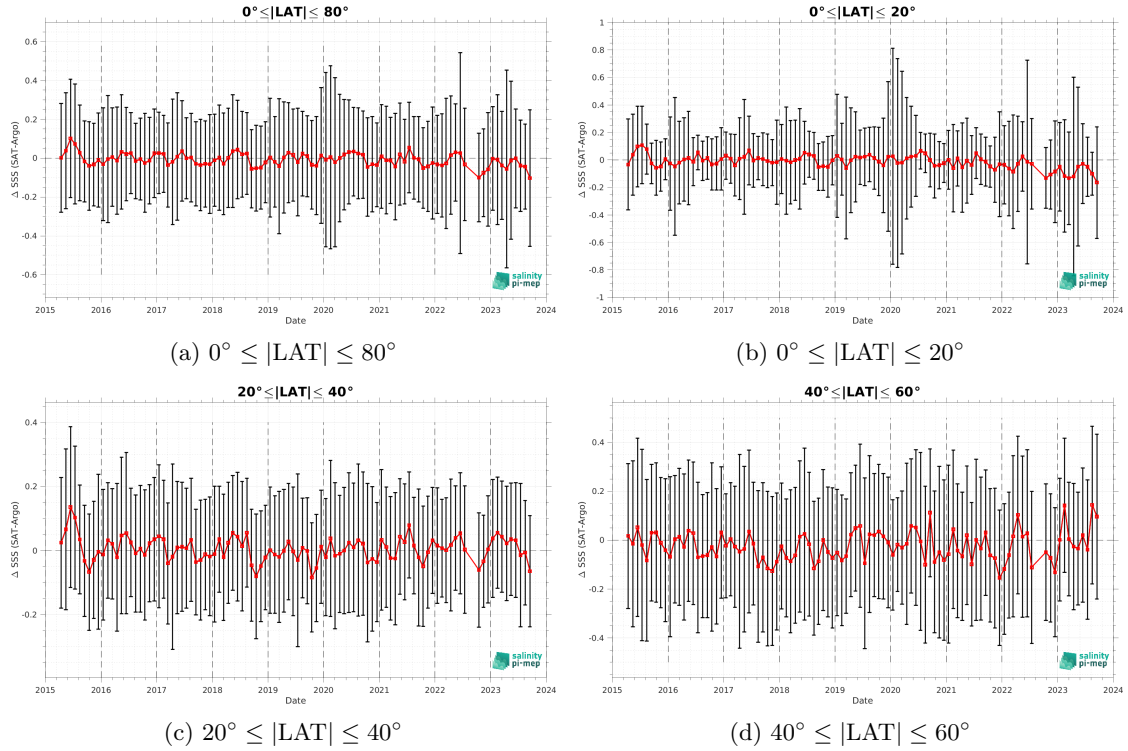 0°≤|LAT|≤ 80°
Δ SSS (SAT-Argo)
0.6
0.4
0.2
0
-0.2
-0.4
-0.6
2015 2016 2017 2018 2019 2020 2021 2022 2023 2024
Date
salinity
pi-mep
(a) 0° ≤ |LAT| ≤ 80°
0°≤|LAT|≤ 20°
Δ SSS (SAT-Argo)
1
0.8
0.6
0.4
0.2
0
-0.2
-0.4
-0.6
-0.8
-1
2015 2016 2017 2018 2019 2020 2021 2022 2023 2024
Date
salinity
pi-mep
(b) 0° ≤ |LAT| ≤ 20°
20°≤|LAT|≤ 40°
Δ SSS (SAT-Argo)
0.4
0.2
0
-0.2
2015 2016 2017 2018 2019 2020 2021 2022 2023 2024
Date
salinity
pi-mep
(c) 20° ≤ |LAT| ≤ 40°
40°≤|LAT|≤ 60°
Δ SSS (SAT-Argo)
0.4
0.2
0
-0.2
-0.4
2015 2016 2017 2018 2019 2020 2021 2022 2023 2024
Date
salinity
pi-mep
(d) 40° ≤ |LAT| ≤ 60°